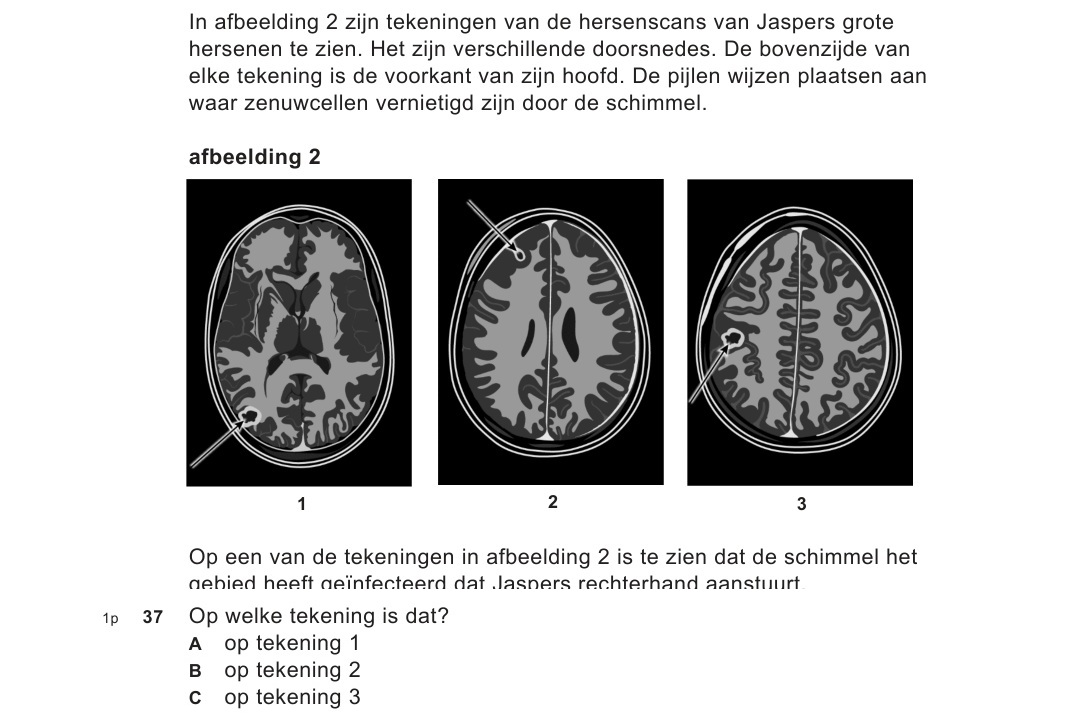 In afbeelding 2 zijn tekeningen van de hersenscans van Jaspers grote
hersenen te zien. Het zijn verschillende doorsnedes. De bovenzijde van
elke tekening is de voorkant van zijn hoofd. De pijlen wijzen plaatsen aan
waar zenuwcellen vernietigd zijn door de schimmel.
afbeelding 2
1
2
3
Op een van de tekeningen in afbeelding 2 is te zien dat de schimmel het
gebied heeft geïnfecteerd dat Jaspers rechterhand aanstuurt.
1p 37 Op welke tekening is dat?
A op tekening 1
B op tekening 2
C op tekening 3